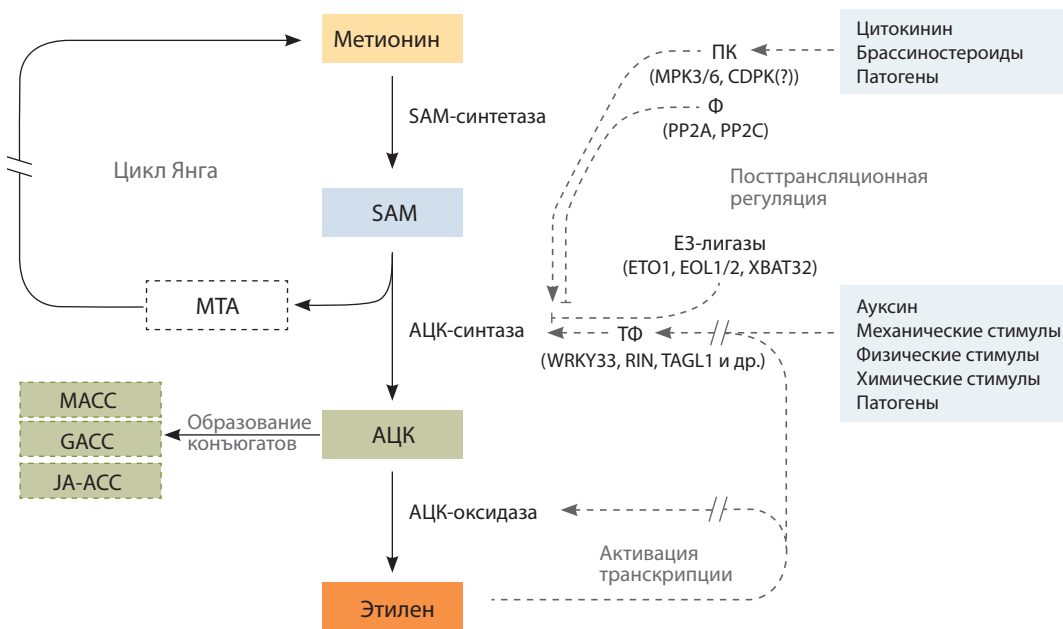 Метионин
SAM-синтетаза
Цикл Янга
SAM
МТА
АЦК-синтаза
MACC
GACC
JA-ACC
Образование
конъюгатов
АЦК
АЦК-оксидаза
Этилен
ПК
(MPK3/6, CDPK(?))
Ф
(PP2A, PP2C)
Посттрансляционная
регуляция
Е3-лигазы
(ETO1, EOL1/2, XBAT32)
ТФ
(WRKY33, RIN, TAGL1 и др.)
Активация
транскрипции
Цитокинин
Брассиностероиды
Патогены
Ауксин
Механические стимулы
Физические стимулы
Химические стимулы
Патогены